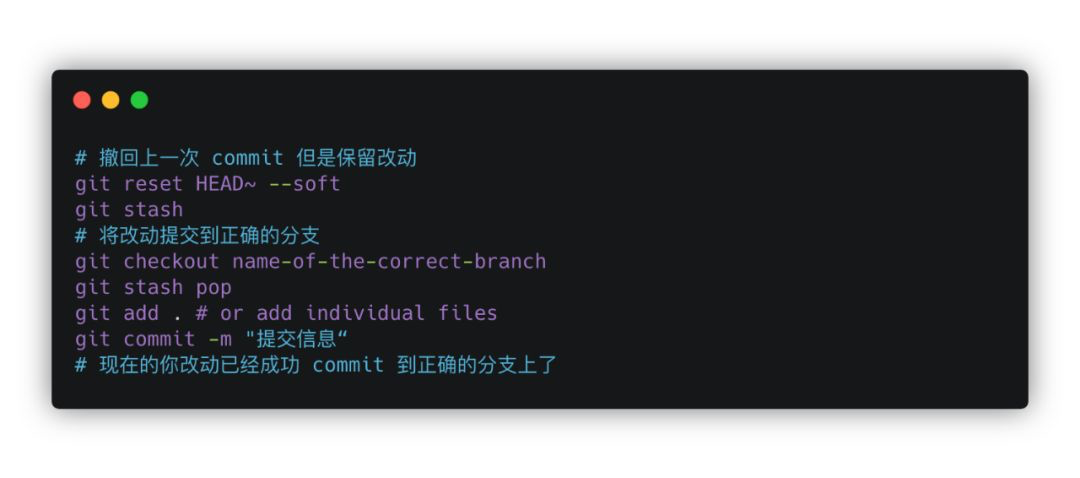 # 撤回上一次 commit 但是保留改动
git reset HEAD~ --soft
git stash
# 将改动提交到正确的分支
git checkout name-of-the-correct-branch
git stash pop
git add . # or add individual files
git commit -m "提交信息“
# 现在的你改动已经成功 commit 到正确的分支上了